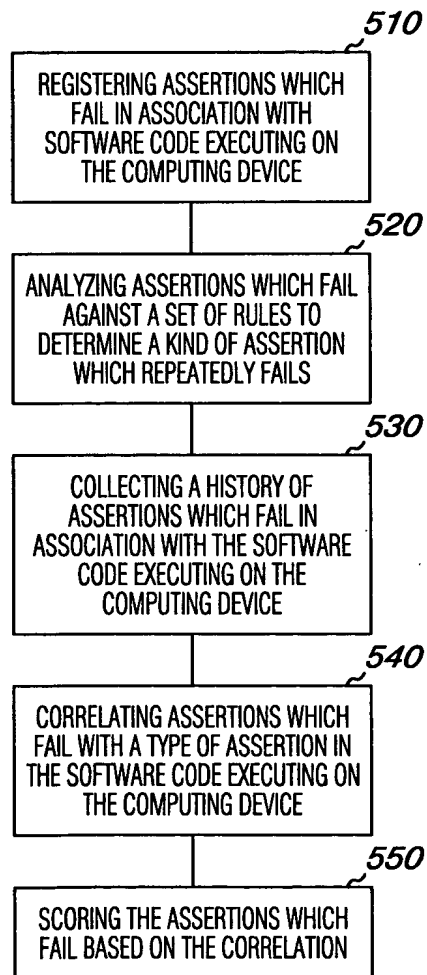 510
REGISTERING ASSERTIONS WHICH
FAIL IN ASSOCIATION WITH
SOFTWARE CODE EXECUTING ON
THE COMPUTING DEVICE
520
ANALYZING ASSERTIONS WHICH FAIL
AGAINST A SET OF RULES TO
DETERMINE A KIND OF ASSERTION
WHICH REPEATEDLY FAILS
530
COLLECTING A HISTORY OF
ASSERTIONS WHICH FAIL IN
ASSOCIATION WITH THE SOFTWARE
CODE EXECUTING ON THE
COMPUTING DEVICE
540
CORRELATING ASSERTIONS WHICH
FAIL WITH A TYPE OF ASSERTION IN
THE SOFTWARE CODE EXECUTING ON
THE COMPUTING DEVICE
550
SCORING THE ASSERTIONS WHICH
FAIL BASED ON THE CORRELATION